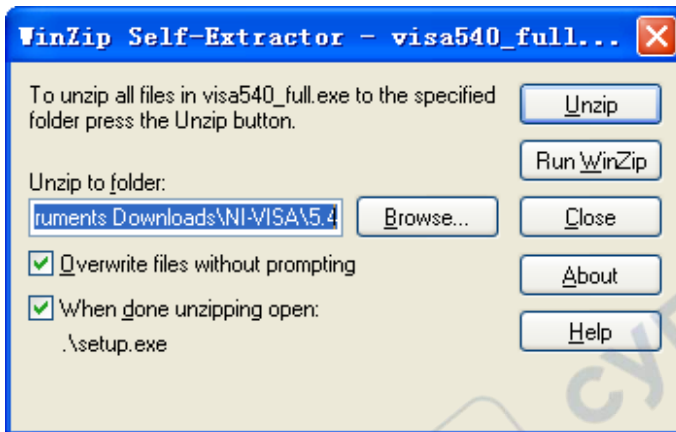 WinZip Self-Extractor - visa540_full...
To unzip all files in visa540_full.exe to the specified
folder press the Unzip button.
Unzip
Run WinZip
Unzip to folder:
ruments Downloads\NI-VISA\5.4
Browse...
Close
Overwrite files without prompting
About
When done unzipping open:
.\setup.exe
Help